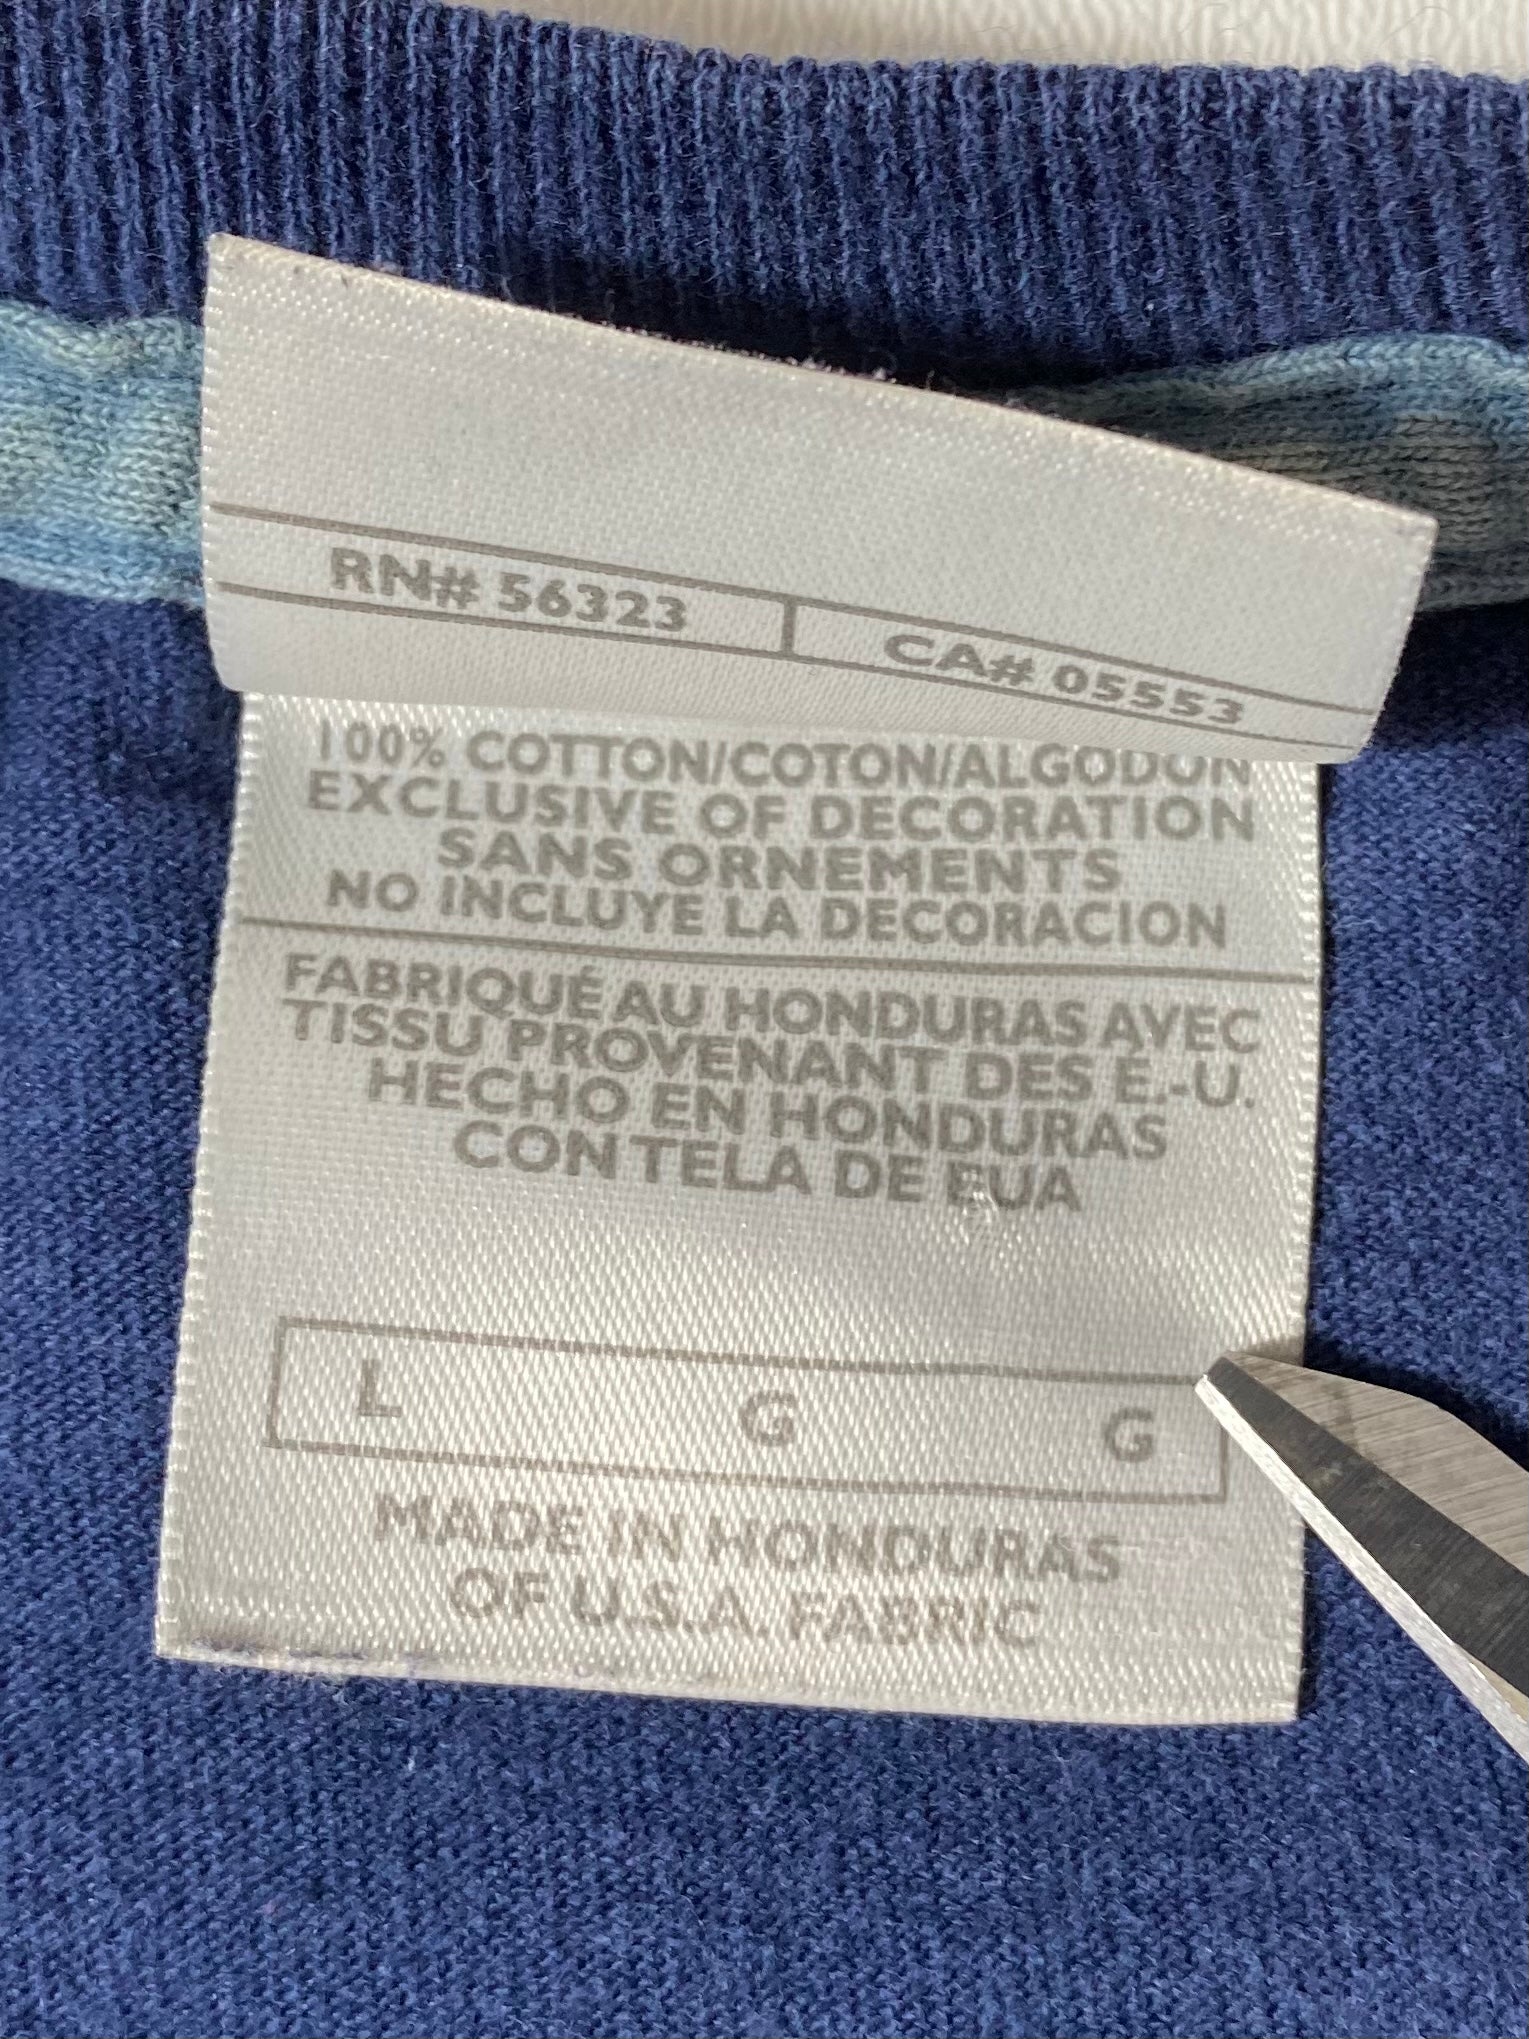 RN# 56323 CA# 05553
100% COTTON/COTON/ALGODON
EXCLUSIVE OF DECORATION
SANS ORNEMENTS
NO INCLUYE LA DECORACION
FABRIQUÉ AU HONDURAS AVEC
TISSU PROVENANT DES É.-U.
HECHO EN HONDURAS
CON TELA DE EUA
L G G
MADE IN HONDURAS
OF U.S.A. FABRIC